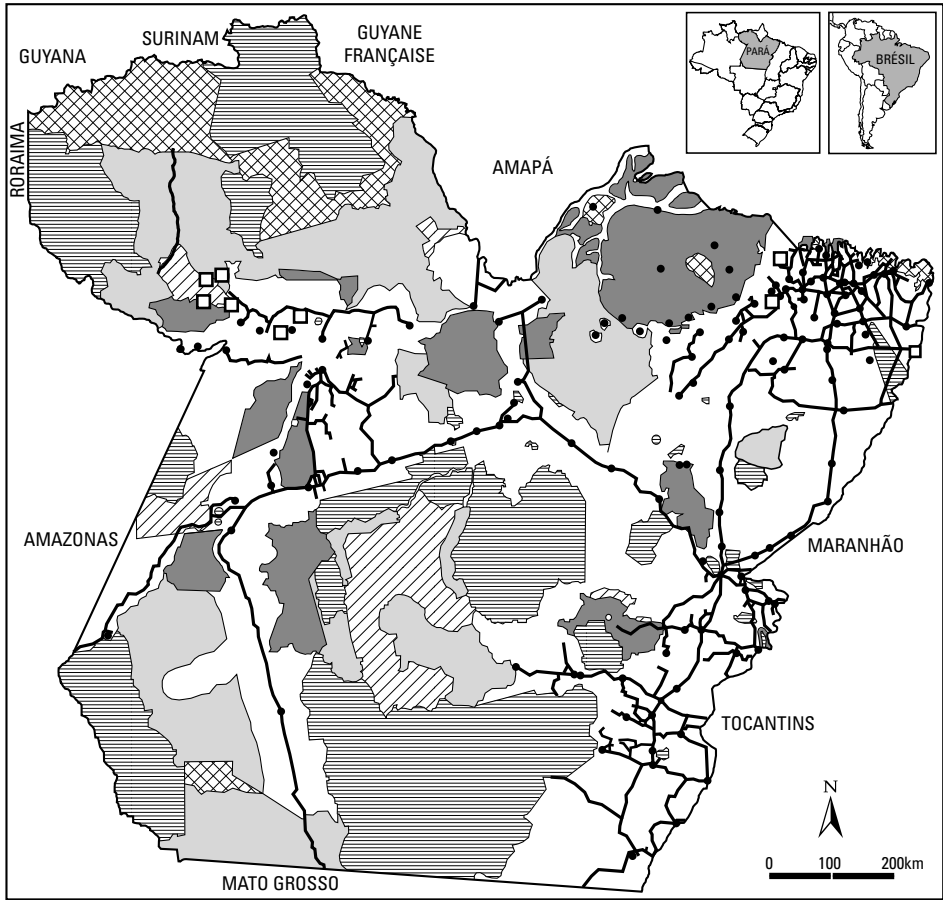 SURINAM
GUYANE
FRANÇAISE
GUYANA
PARÁ
BRÉSIL
RORAIMA
AMAPÁ
AMAZONAS
MARANHÃO
TOCANTINS
N
0 100 200km
MATO GROSSO